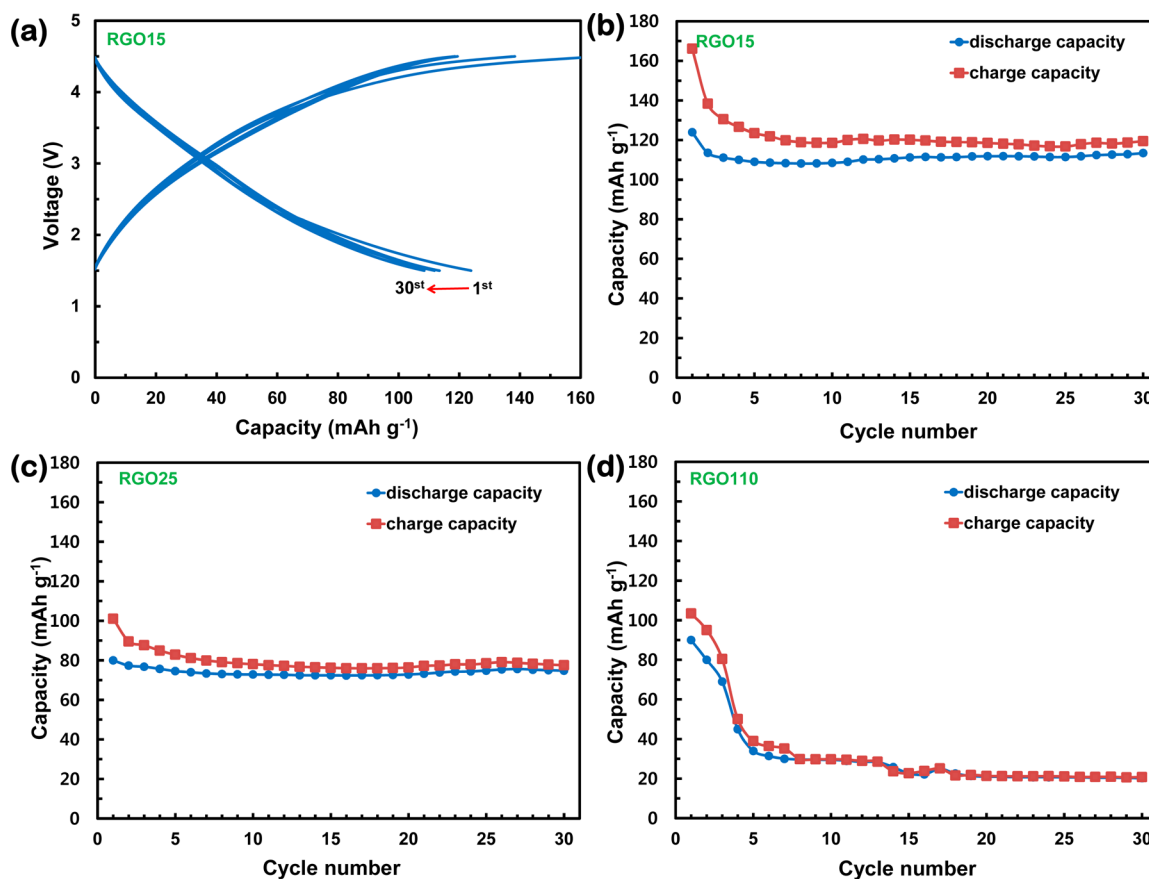 (a)
RGO15
5
4
3
2
1
0
Voltage (V)
30st 1st
0 20 40 60 80 100 120 140 160
Capacity (mAh g-1)
(b)
RGO15
discharge capacity
charge capacity
180
160
140
120
100
80
60
40
20
0
Capacity (mAh g-1)
0 5 10 15 20 25 30
Cycle number
(c)
RGO25
discharge capacity
charge capacity
180
160
140
120
100
80
60
40
20
0
Capacity (mAh g-1)
0 5 10 15 20 25 30
Cycle number
(d)
RGO110
discharge capacity
charge capacity
180
160
140
120
100
80
60
40
20
0
Capacity (mAh g-1)
0 5 10 15 20 25 30
Cycle number